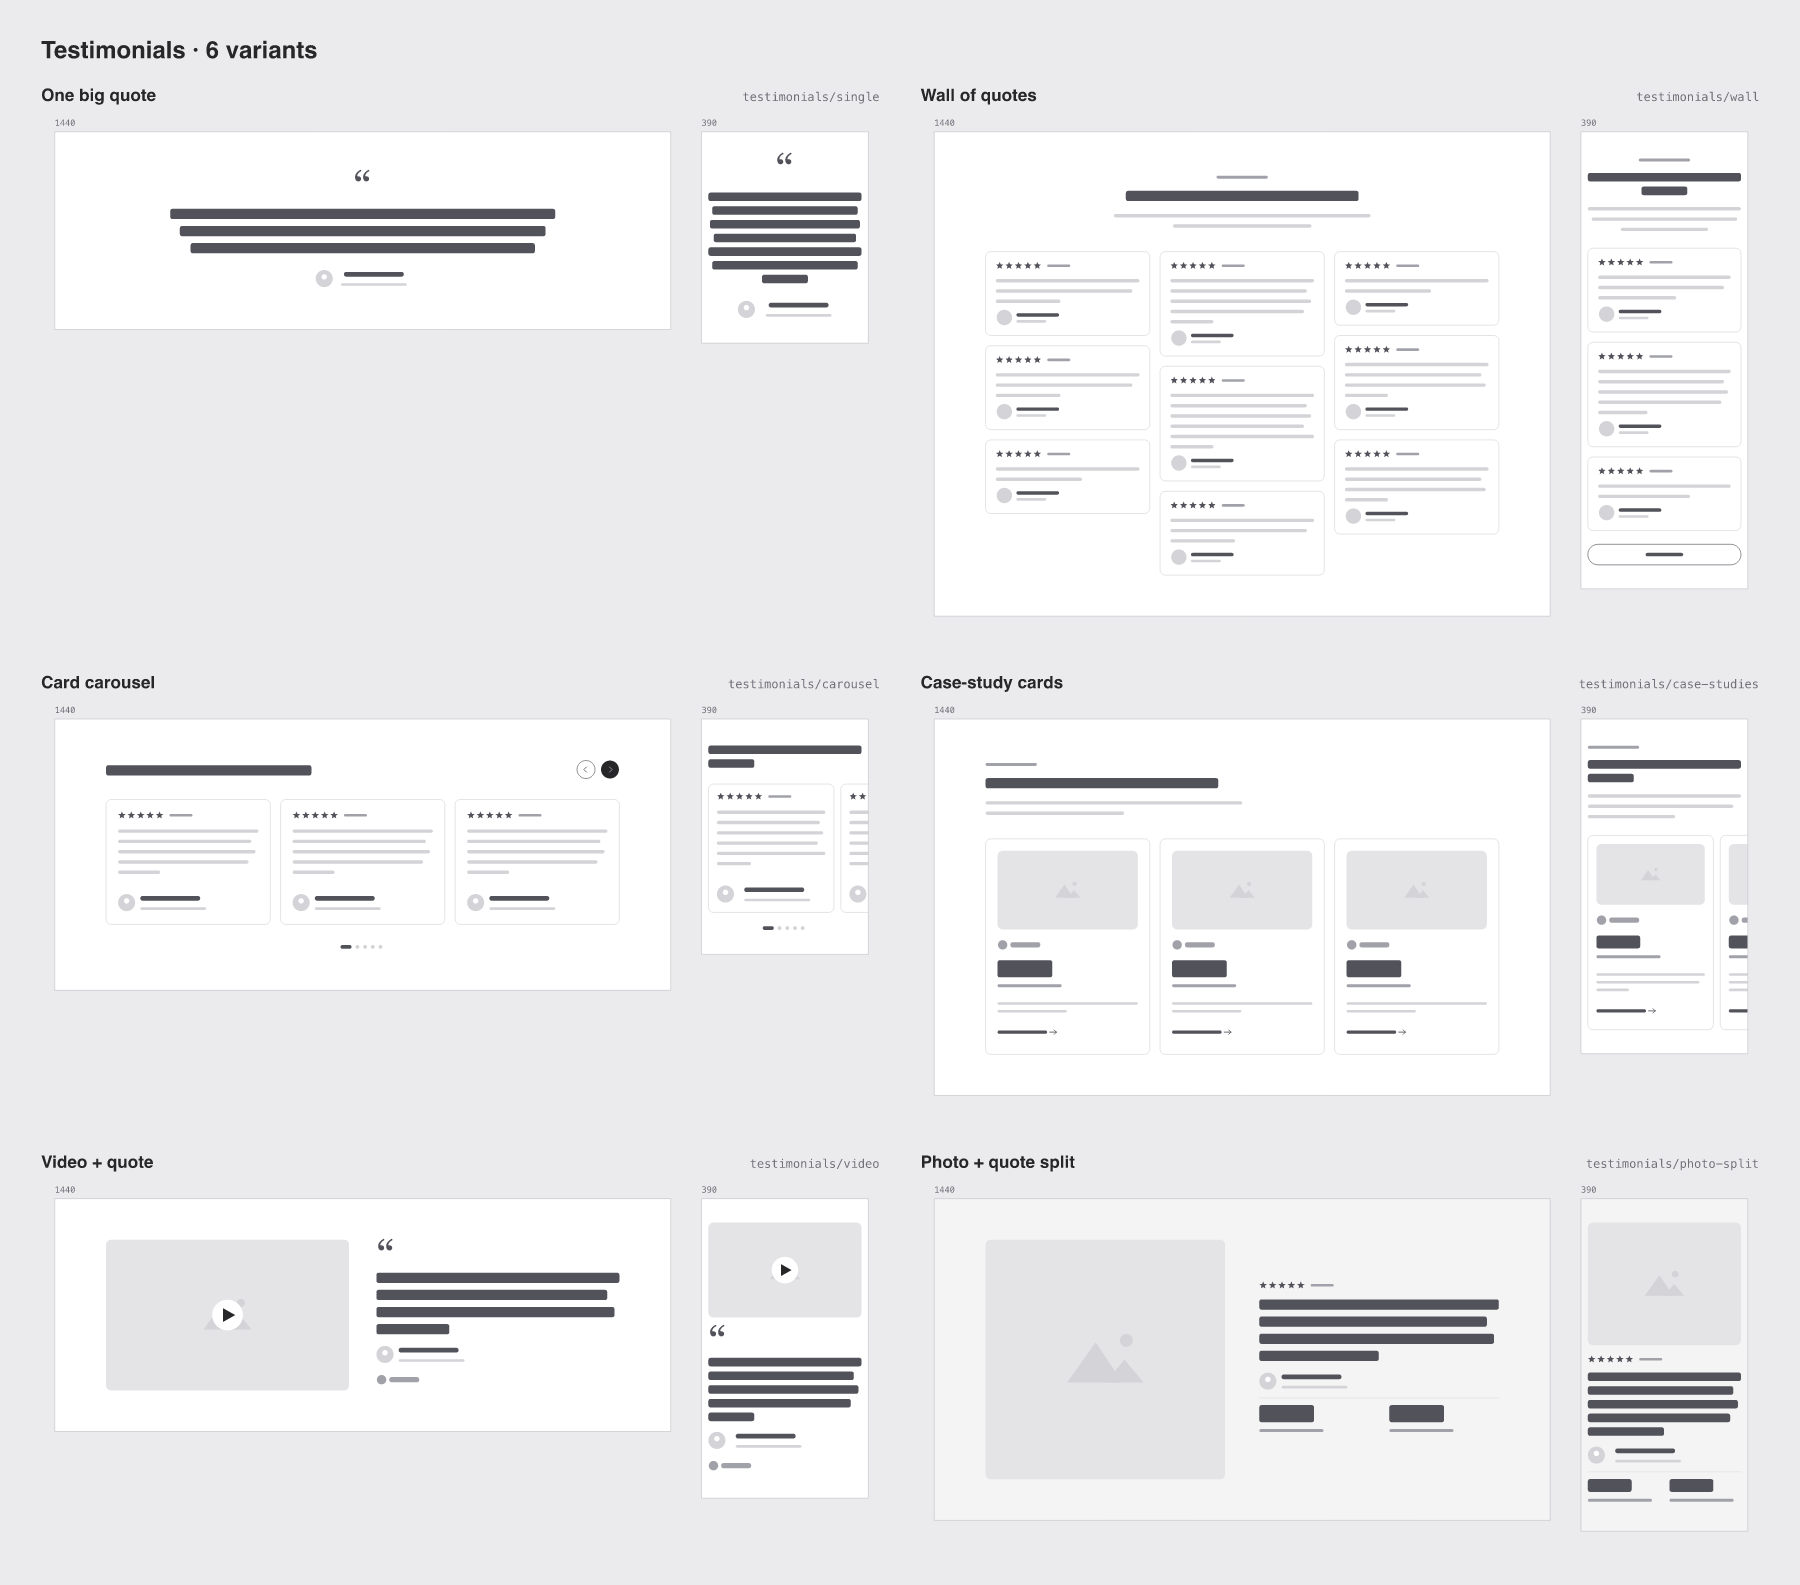 Testimonials · 6 variants
One big quote
testimonials/single
1440
390
“
“
Wall of quotes
testimonials/wall
1440
390
Card carousel
testimonials/carousel
1440
390
Case-study cards
testimonials/case-studies
1440
390
Video + quote
testimonials/video
1440
390
“
“
Photo + quote split
testimonials/photo-split
1440
390